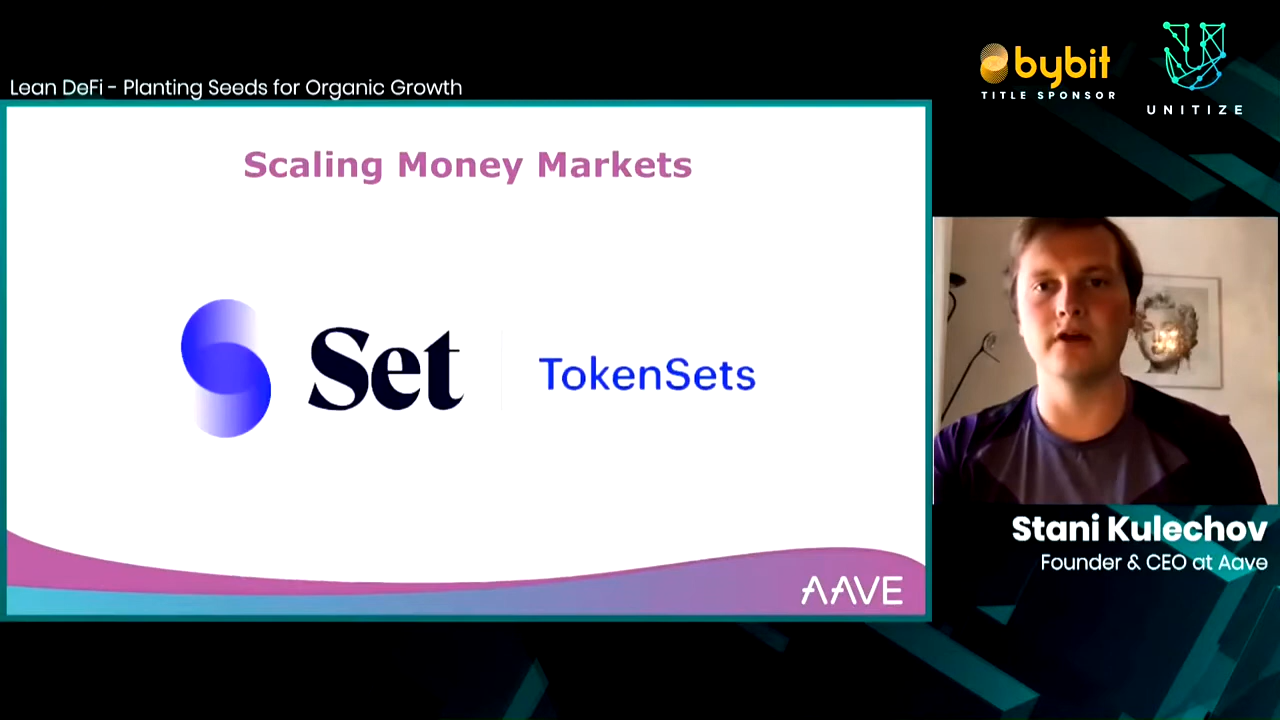 Lean DeFi - Planting Seeds for Organic Growth
bybit
TITLE SPONSOR
UNITIZE
Scaling Money Markets
Set
TokenSets
AAVE
Stani Kulechov
Founder & CEO at Aave